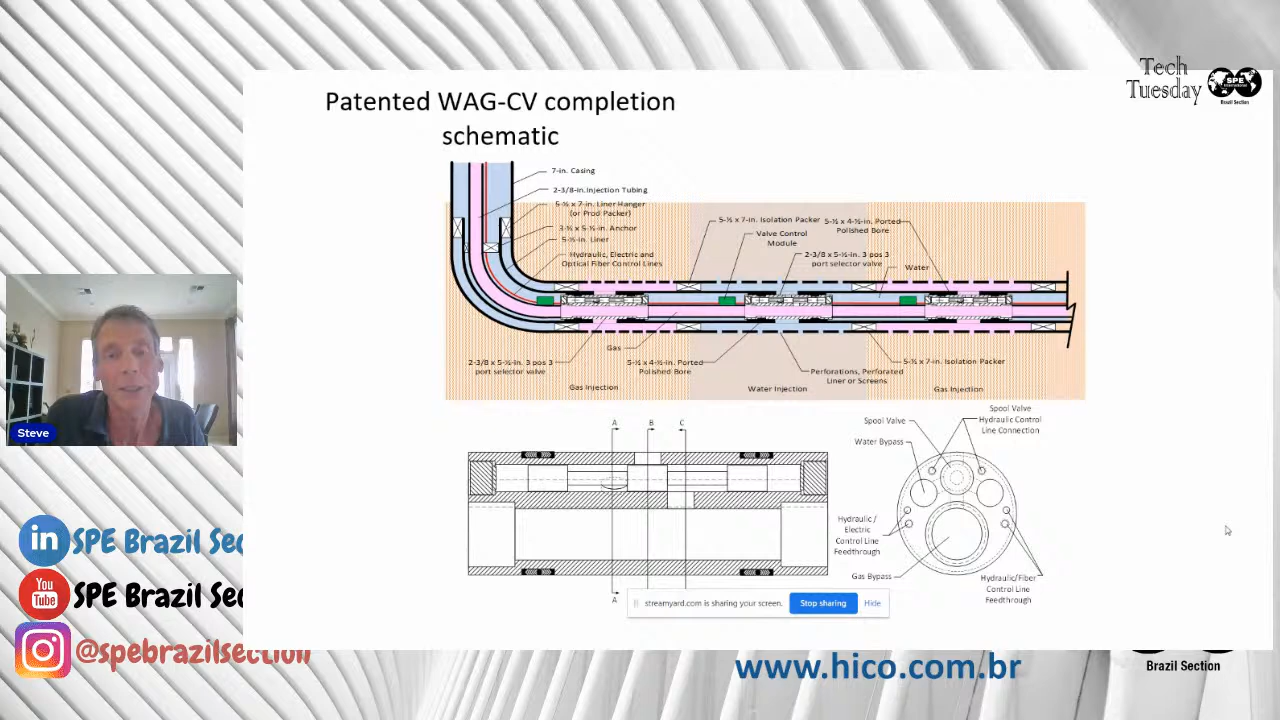 Tech
Tuesday
SPE
International
Brazil Section
Patented WAG-CV completion
schematic
7-in. Casing
2-3/8-in.Injection Tubing
5-½ x 7-in. Liner Hanger
(or Prod Packer)
3-½ x 5-½-in. Anchor
5-½-in. Liner
Hydraulic, Electric and
Optical Fiber Control Lines
5-½ x 7-in. Isolation Packer
Valve Control
Module
5-½ x 4-½-in. Ported
Polished Bore
2-3/8 x 5-½-in. 3 pos 3
port selector valve
Water
Gas
2-3/8 x 5-½-in. 3 pos 3
port selector valve
Gas Injection
5-½ x 4-½-in. Ported
Polished Bore
Perforations, Perforated
Liner or Screens
Water Injection
5-½ x 7-in. Isolation Packer
Gas Injection
Steve
A
B
C
A
Spool Valve
Hydraulic Control
Line Connection
Spool Valve
Water Bypass
Hydraulic /
Electric
Control Line
Feedthrough
Gas Bypass
Hydraulic/Fiber
Control Line
Feedthrough
streamyard.com is sharing your screen.
Stop sharing
Hide
in
SPE Brazil Sec
You
Tube
SPE Brazil Sec
@spebrazilsection
www.hico.com.br
Brazil Section